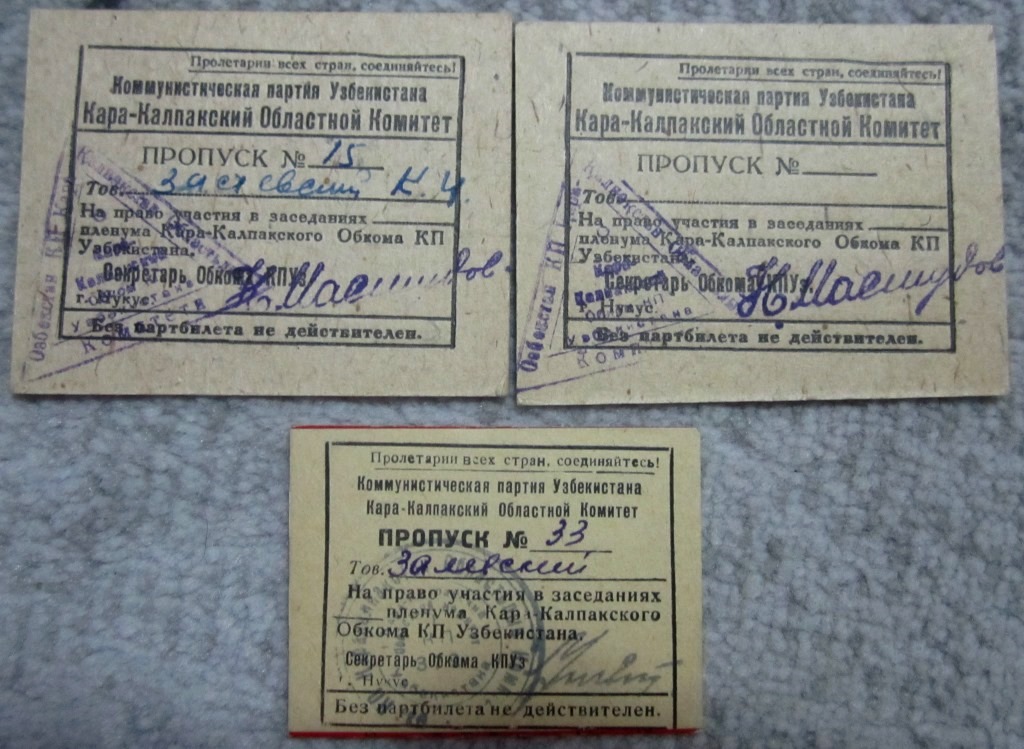 Пролетарии всех стран, соединяйтесь!
Коммунистическая партия Узбекистана
Кара-Калпакский Областной Комитет
ПРОПУСК № 15
Тов. К.
На право участия в заседаниях
пленума Кара-Калпакского Обкома КП
Узбекистана.
Секретарь Обкома КПУз
г. Нукус.
Без партбилета не действителен.
Пролетарии всех стран, соединяйтесь!
Коммунистическая партия Узбекистана
Кара-Калпакский Областной Комитет
ПРОПУСК №
Тов.
На право участия в заседаниях
пленума Кара-Калпакского Обкома КП
Узбекистана.
Секретарь Обкома КПУз
г. Нукус.
Без партбилета не действителен.
Пролетарии всех стран, соединяйтесь!
Коммунистическая партия Узбекистана
Кара-Калпакский Областной Комитет
ПРОПУСК № 33
Тов.
На право участия в заседаниях
пленума Кара-Калпакского
Обкома КП Узбекистана.
Секретарь Обкома КПУз
г. Нукус
Без партбилета не действителен.